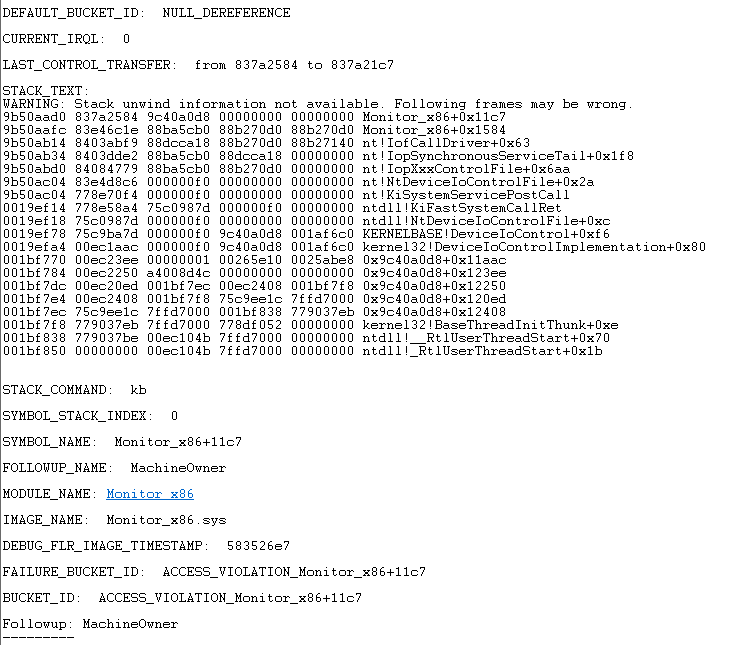 DEFAULT_BUCKET_ID:  NULL_DEREFERENCE
CURRENT_IRQL:  0
LAST_CONTROL_TRANSFER:  from 837a2584 to 837a21c7
STACK_TEXT:
WARNING: Stack unwind information not available. Following frames may be wrong.
9b50aad0 837a2584 9c40a0d8 00000000 00000000 Monitor_x86+0x11c7
9b50aafc 83e46c1e 88ba5cb0 88b270d0 88b270d0 Monitor_x86+0x1584
9b50ab14 8403abf9 88dcca18 88b270d0 88b27140 nt!IofCallDriver+0x63
9b50ab34 8403dde2 88ba5cb0 88dcca18 00000000 nt!IopSynchronousServiceTail+0x1f8
9b50abd0 84084779 88ba5cb0 88b270d0 00000000 nt!IopXxxControlFile+0x6aa
9b50ac04 83e4d8c6 000000f0 00000000 00000000 nt!NtDeviceIoControlFile+0x2a
9b50ac04 778e70f4 000000f0 00000000 00000000 nt!KiSystemServicePostCall
0019ef14 778e58a4 75c0987d 000000f0 00000000 ntdll!KiFastSystemCallRet
0019ef18 75c0987d 000000f0 00000000 00000000 ntdll!NtDeviceIoControlFile+0xc
0019ef78 75c9ba7d 000000f0 9c40a0d8 001af6c0 KERNELBASE!DeviceIoControl+0xf6
0019efa4 00ec1aac 000000f0 9c40a0d8 001af6c0 kernel32!DeviceIoControlImplementation+0x80
001bf770 00ec23ee 00000001 00265e10 0025abe8 0x9c40a0d8+0x11aac
001bf784 00ec2250 a4008d4c 00000000 00000000 0x9c40a0d8+0x123ee
001bf7dc 00ec20ed 001bf7ec 00ec2408 001bf7f8 0x9c40a0d8+0x12250
001bf7e4 00ec2408 001bf7f8 75c9ee1c 7ffd7000 0x9c40a0d8+0x120ed
001bf7ec 75c9ee1c 7ffd7000 001bf838 779037eb 0x9c40a0d8+0x12408
001bf7f8 779037eb 7ffd7000 778df052 00000000 kernel32!BaseThreadInitThunk+0xe
001bf838 779037be 00ec104b 7ffd7000 00000000 ntdll!__RtlUserThreadStart+0x70
001bf850 00000000 00ec104b 7ffd7000 00000000 ntdll!_RtlUserThreadStart+0x1b
STACK_COMMAND:  kb
SYMBOL_STACK_INDEX:  0
SYMBOL_NAME:  Monitor_x86+11c7
FOLLOWUP_NAME:  MachineOwner
MODULE_NAME: Monitor_x86
IMAGE_NAME:  Monitor_x86.sys
DEBUG_FLR_IMAGE_TIMESTAMP:  583526e7
FAILURE_BUCKET_ID:  ACCESS_VIOLATION_Monitor_x86+11c7
BUCKET_ID:  ACCESS_VIOLATION_Monitor_x86+11c7
Followup: MachineOwner
---------